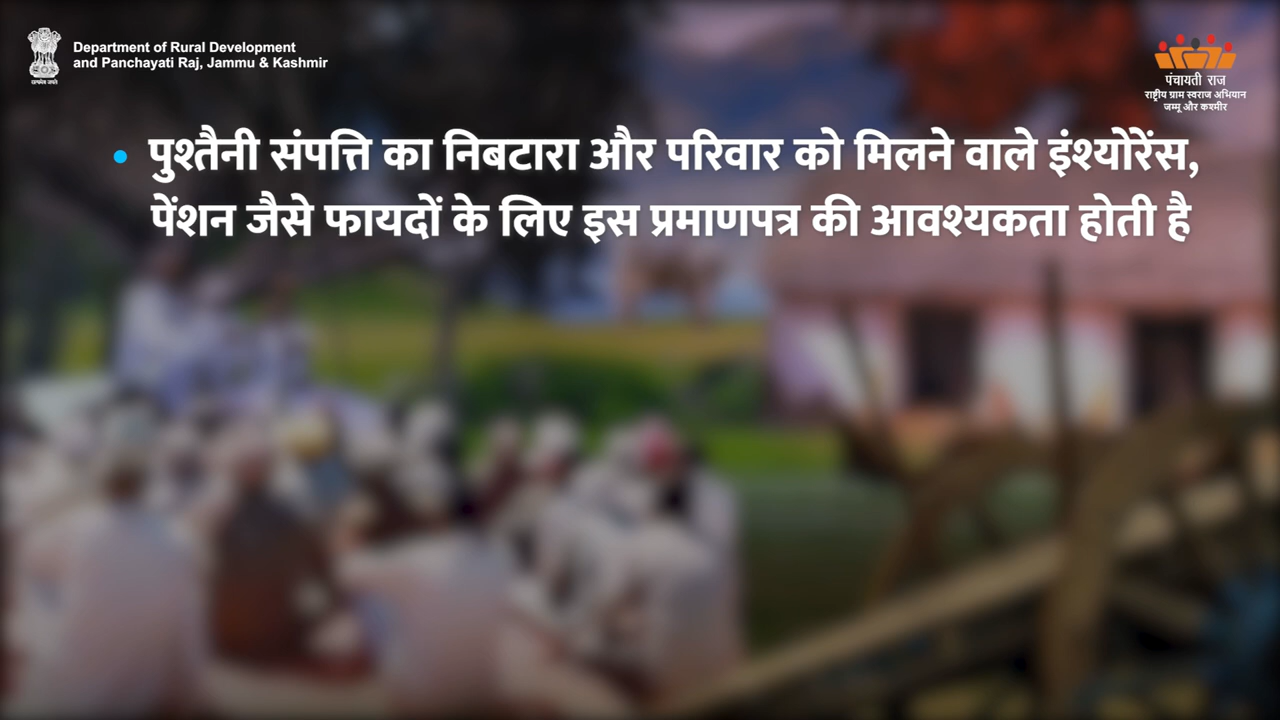 Department of Rural Development
and Panchayati Raj, Jammu & Kashmir
पंचायती राज
राष्ट्रीय ग्राम स्वराज अभियान
जम्मू और कश्मीर
• पुश्तैनी संपत्ति का निबटारा और परिवार को मिलने वाले इंश्योरेंस,
पेंशन जैसे फायदों के लिए इस प्रमाणपत्र की आवश्यकता होती है